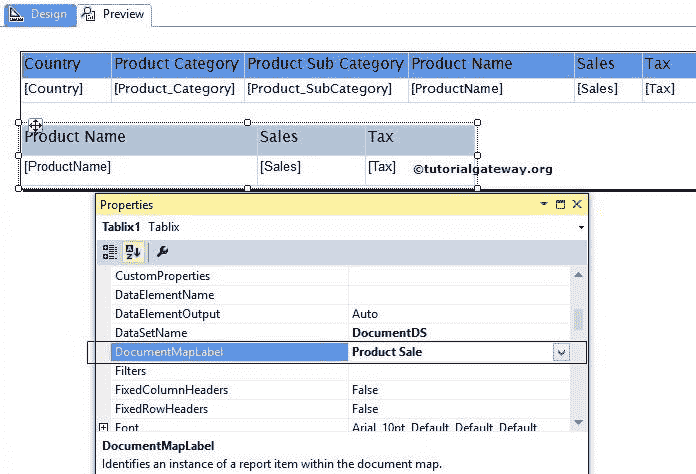 Design Preview
Country Product Category Product Sub Category Product Name Sales Tax
[Country] [Product_Category] [Product_SubCategory] [ProductName] [Sales] [Tax]
Product Name Sales Tax
[ProductName] [Sales] [Tax] ©tutorialgateway.org
Properties
Tablix1 Tablix
CustomProperties
DataElementName
DataElementOutput Auto
DataSetName DocumentDS
DocumentMapLabel Product Sale
Filters
FixedColumnHeaders False
FixedRowHeaders False
Font Arial, 10pt, Default, Default, Default
DocumentMapLabel
Identifies an instance of a report item within the document map.